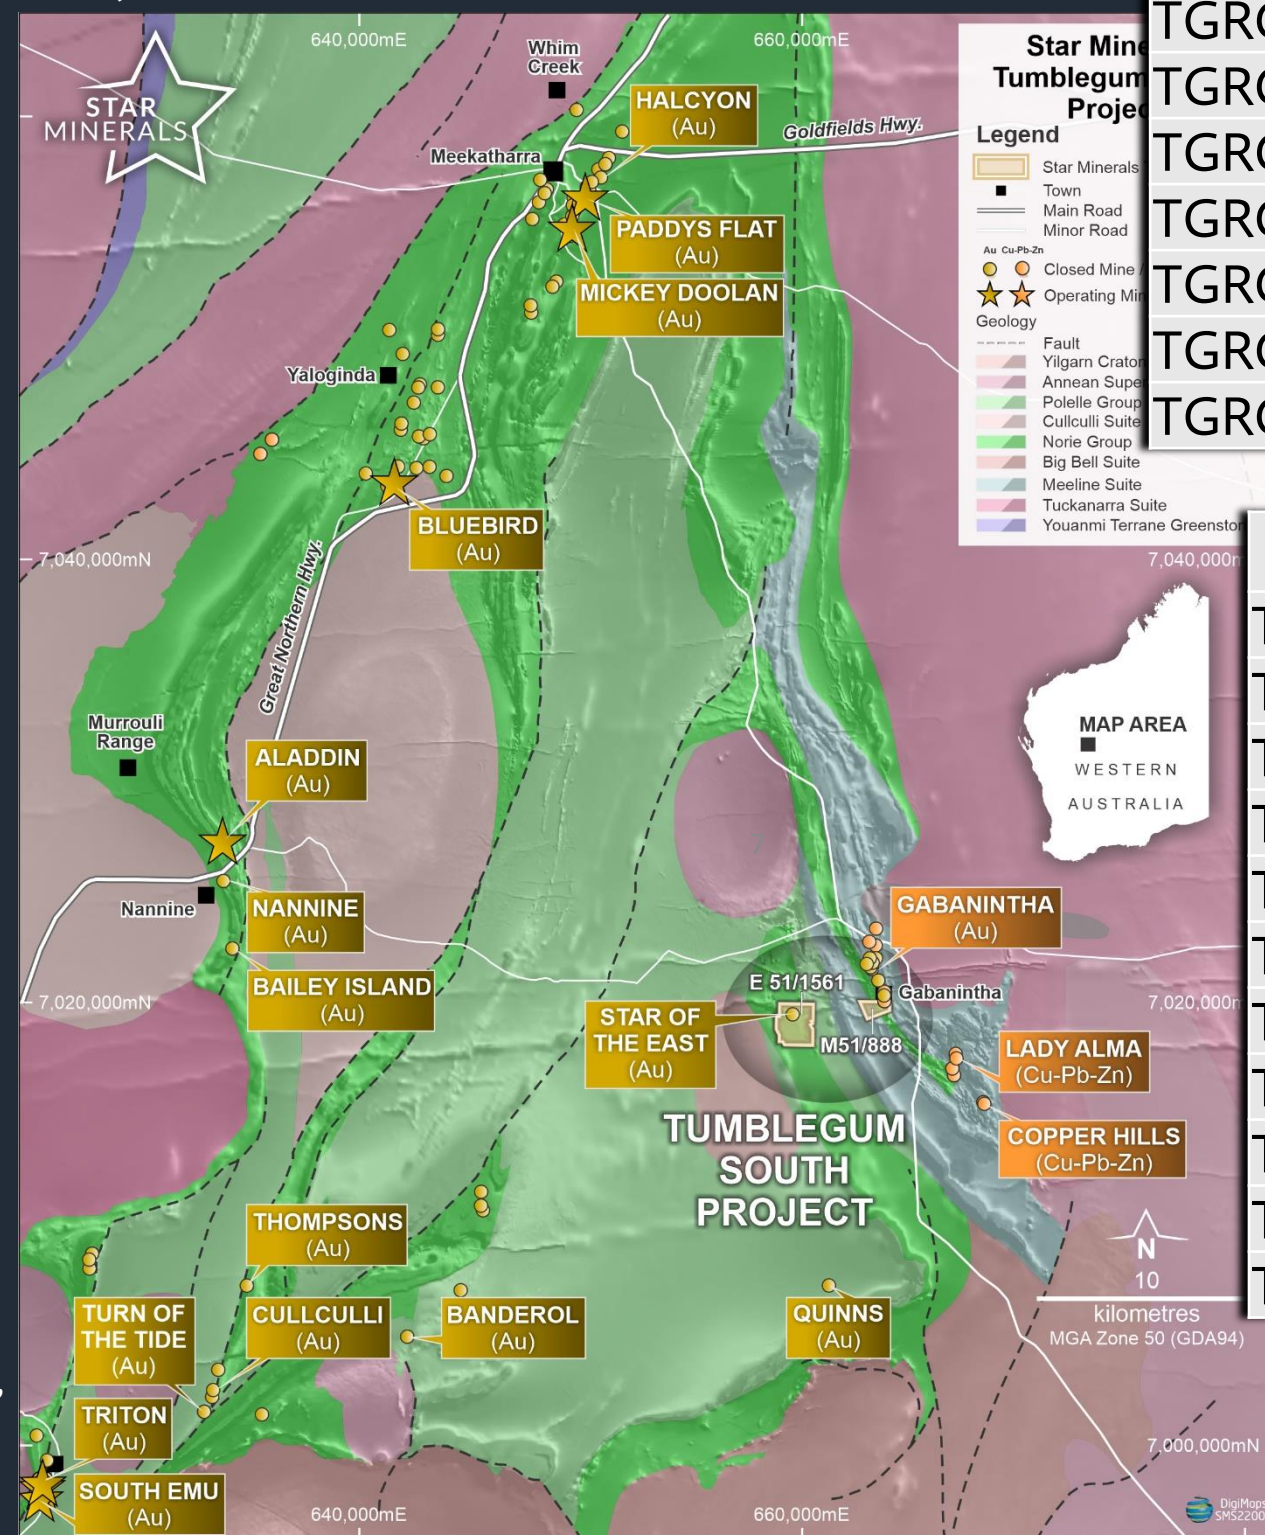 STAR
MINERALS
640,000mE
660,000mE
Whim
Creek
HALCYON
(Au)
Goldfields Hwy.
Meekatharra
PADDYS FLAT
(Au)
MICKEY DOOLAN
(Au)
Yaloginda
BLUEBIRD
(Au)
7,040,000mN
Great Northern Hwy.
Murrouli
Range
ALADDIN
(Au)
Nannine
NANNINE
(Au)
BAILEY ISLAND
(Au)
7,020,000mN
GABANINTHA
(Au)
E 51/1561
Gabanintha
STAR OF
THE EAST
(Au)
M51/888
LADY ALMA
(Cu-Pb-Zn)
COPPER HILLS
(Cu-Pb-Zn)
TUMBLEGUM
SOUTH
PROJECT
THOMPSONS
(Au)
TURN OF
THE TIDE
(Au)
CULLCULLI
(Au)
BANDEROL
(Au)
QUINNS
(Au)
TRITON
(Au)
SOUTH EMU
(Au)
640,000mE
660,000mE
Star Mine
Tumblegum
Projec
Legend
Star Minerals
Town
Main Road
Minor Road
Au Cu-Pb-Zn
Closed Mine /
Operating Min
Geology
Fault
Yilgarn Craton
Annean Supe
Polelle Group
Cullculli Suite
Norie Group
Big Bell Suite
Meeline Suite
Tuckanarra Suite
Youanmi Terrane Greenston
7,040,000m
MAP AREA
WESTERN
AUSTRALIA
7,020,000m
N
10
kilometres
MGA Zone 50 (GDA94)
7,000,000mN
DigiMaps
SMS2200
TGR
TGR
TGR
TGR
TGR
TGR
TGR